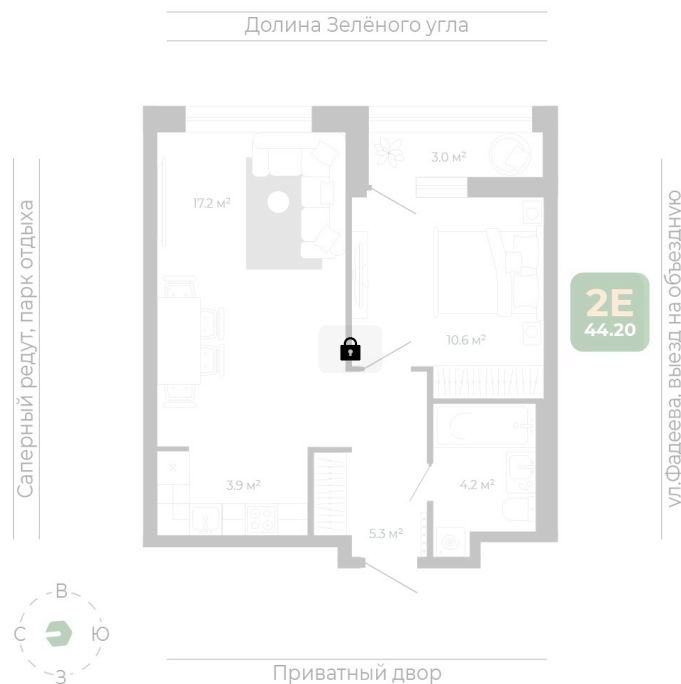 Долина Зелёного угла
Саперный редут, парк отдыха
17.2 м²
3.0 м²
10.6 м²
3.9 м²
4.2 м²
5.3 м²
2Е
44.20
ул.Фадеева, выезд на объездную
В
С
Ю
З
Приватный двор